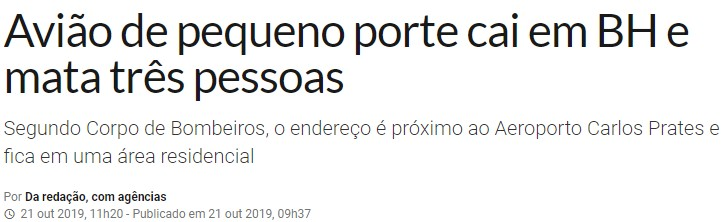 Avião de pequeno porte cai em BH e
mata três pessoas
Segundo Corpo de Bombeiros, o endereço é próximo ao Aeroporto Carlos Prates e
fica em uma área residencial
Por Da redação, com agências
21 out 2019, 11h20 - Publicado em 21 out 2019, 09h37